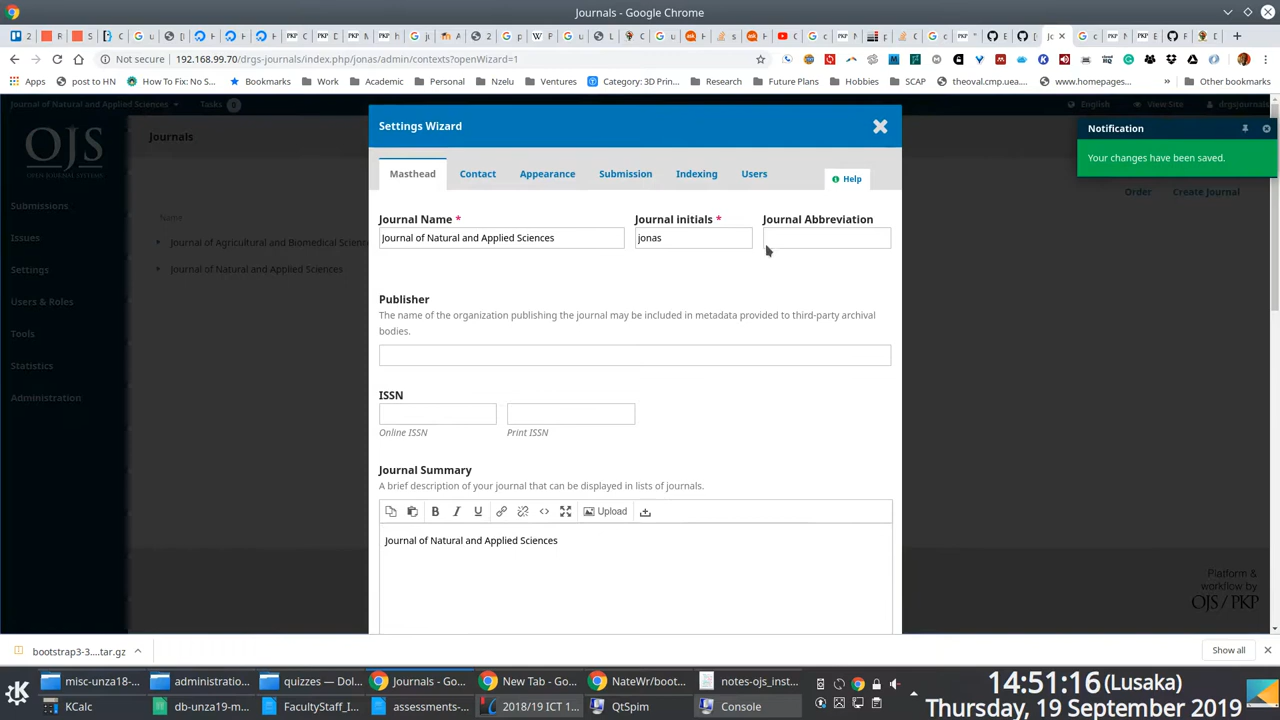 Journals - Google Chrome
Not secure 192.168.99.70/drgs-journals/index.php/jonas/admin/contexts?openWizard=1
Apps post to HN How To Fix: No S... Bookmarks Work Academic Personal Nzelu Ventures Category: 3D Prin... Research Future Plans Hobbies SCAP theoval.cmp.uea... www.homepages... » Other bookmarks
Journal of Natural and Applied Sciences Tasks 0 English View Site drgsjournals
OJS
OPEN JOURNAL SYSTEMS
Journals
Submissions
Issues
Settings
Users & Roles
Tools
Statistics
Administration
Name
Order Create Journal
Journal of Agricultural and Biomedical Scienc
Journal of Natural and Applied Sciences
Notification
Your changes have been saved.
Settings Wizard
Masthead Contact Appearance Submission Indexing Users Help
Journal Name * Journal initials * Journal Abbreviation
Journal of Natural and Applied Sciences jonas
Publisher
The name of the organization publishing the journal may be included in metadata provided to third-party archival
bodies.
ISSN
Online ISSN Print ISSN
Journal Summary
A brief description of your journal that can be displayed in lists of journals.
B I U Upload
Journal of Natural and Applied Sciences
Platform &
workflow by
OJS / PKP
bootstrap3-3....tar.gz Show all
misc-unza18-... administratio... quizzes — Dol... Journals - Go... New Tab - Go... NateWr/boot... notes-ojs_inst...
KCalc db-unza19-m... FacultyStaff_I... assessments-... 2018/19 ICT 1... QtSpim Console
14:51:16 (Lusaka)
Thursday, 19 September 2019